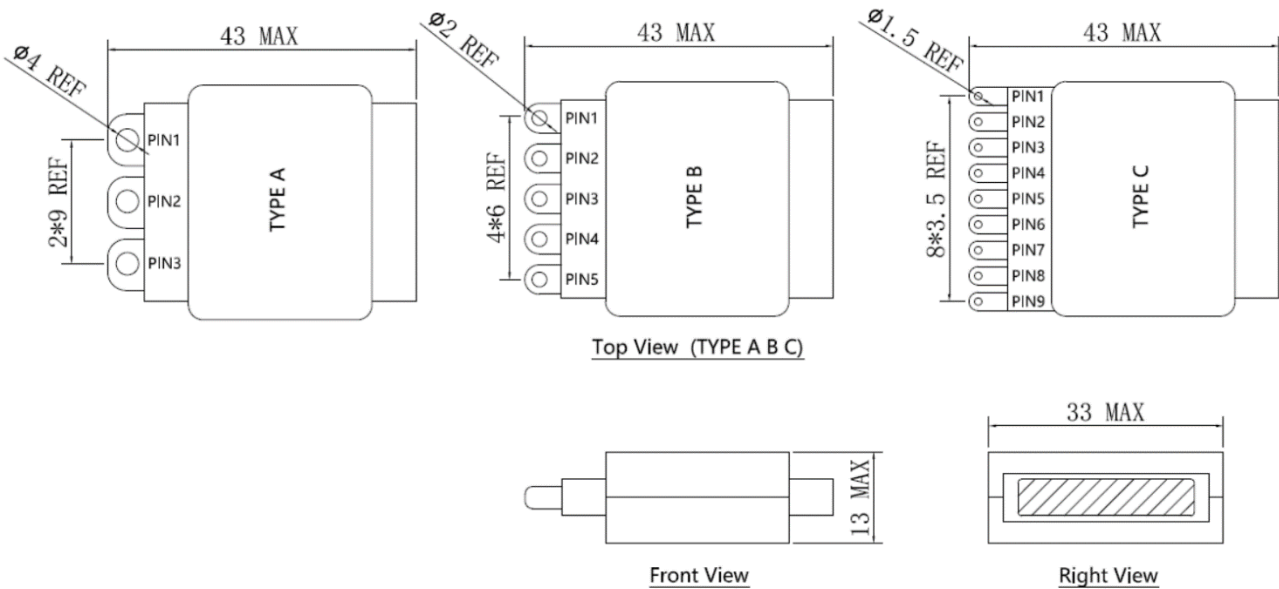 43 MAX
ø4 REF
2*9 REF
PIN1
PIN2
PIN3
TYPE A
43 MAX
ø2 REF
4*6 REF
PIN1
PIN2
PIN3
PIN4
PIN5
TYPE B
43 MAX
ø1.5 REF
8*3.5 REF
PIN1
PIN2
PIN3
PIN4
PIN5
PIN6
PIN7
PIN8
PIN9
TYPE C
Top View (TYPE A B C)
13 MAX
Front View
33 MAX
Right View